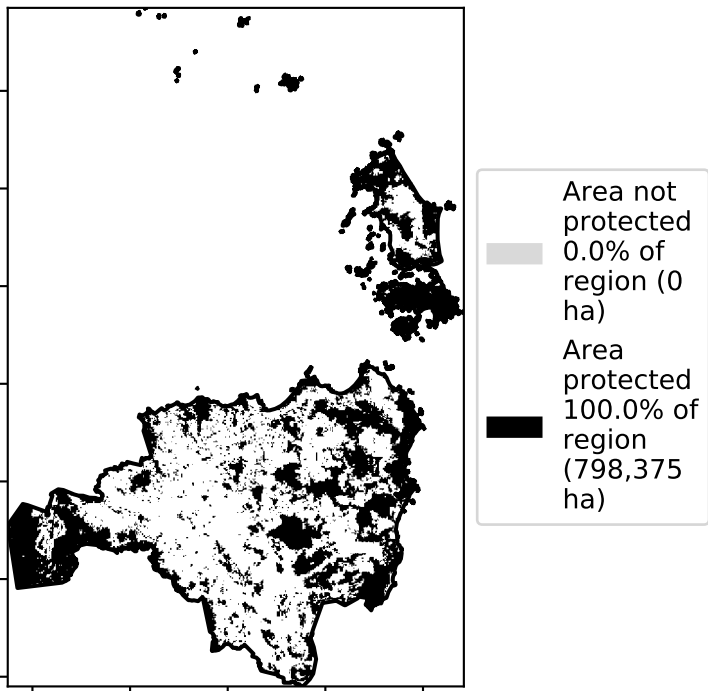 Area not
protected
0.0% of
region (0
ha)
Area
protected
100.0% of
region
(798,375
ha)